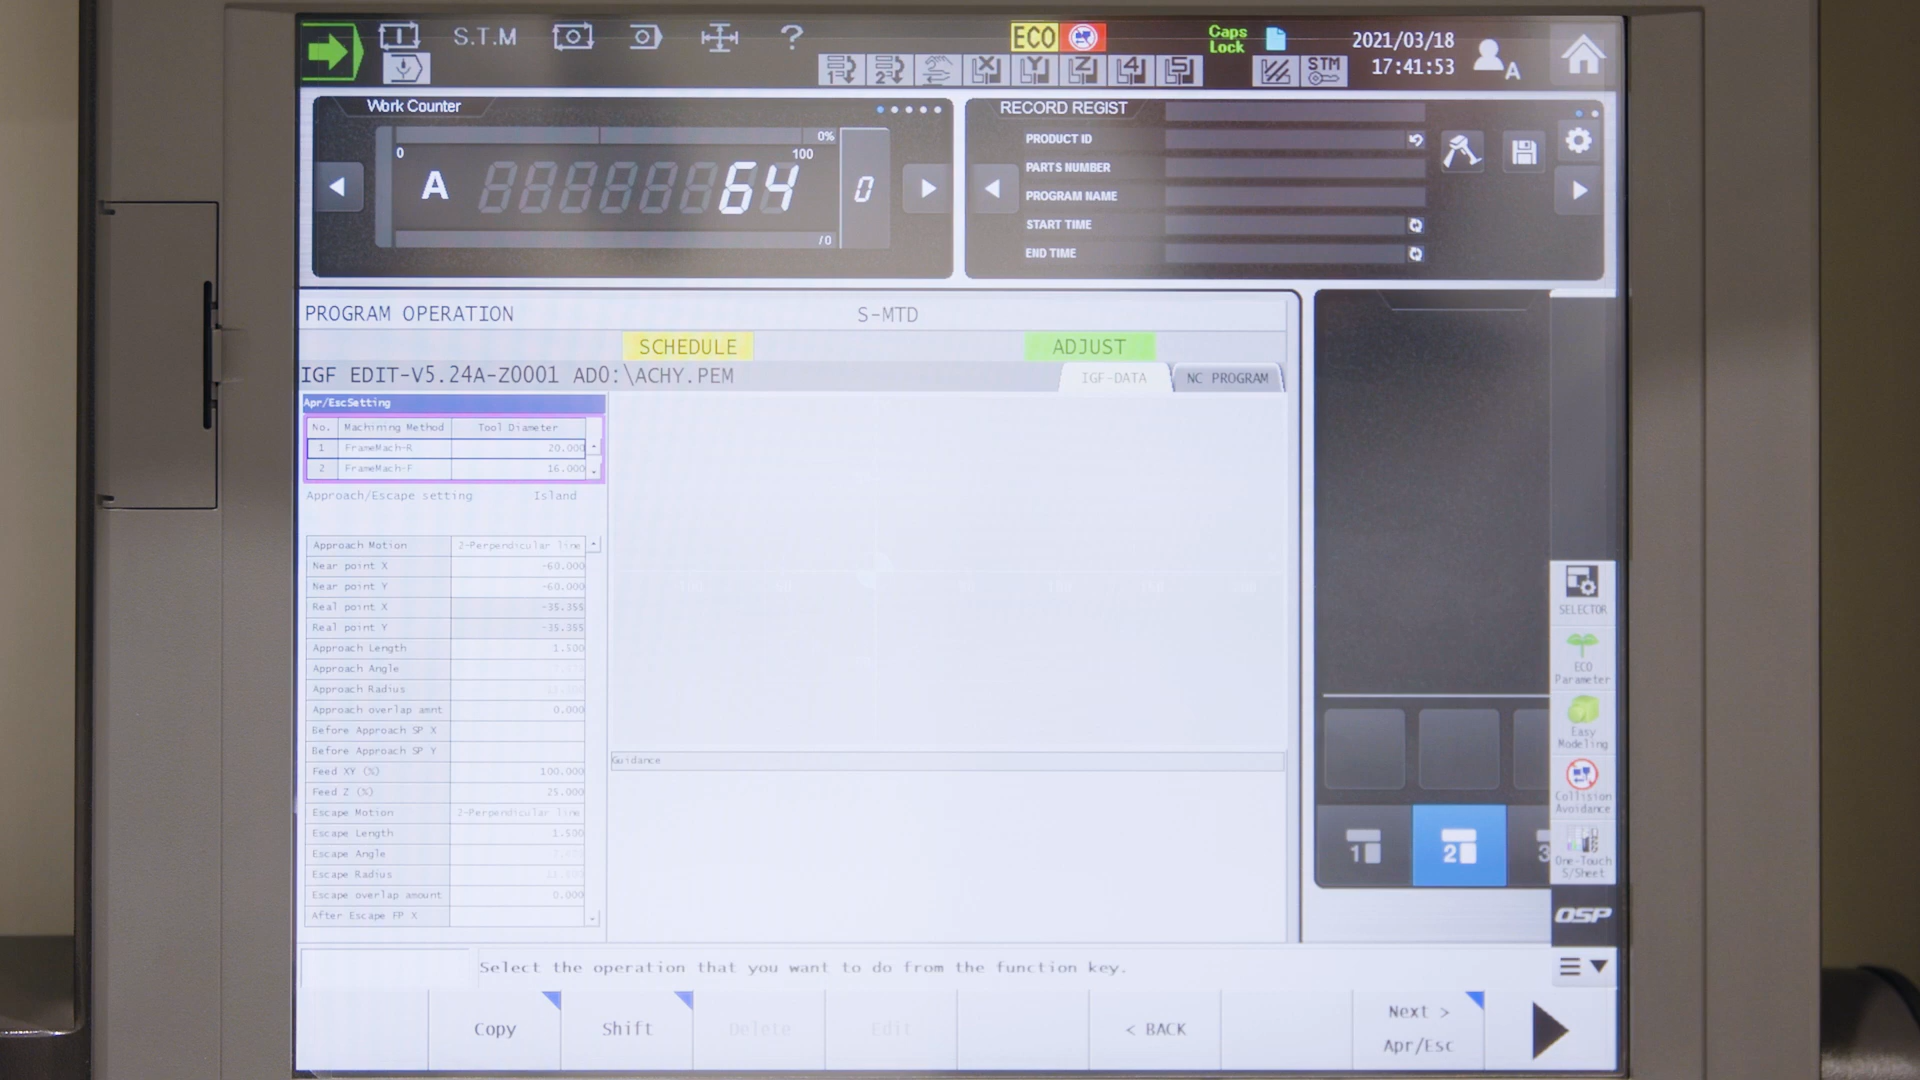 S.T.M
?
ECO
Caps
Lock
2021/03/18
17:41:53
A
1
2
X
Y
Z
4
5
STM
Work Counter
0%
0
100
A
64
0
/0
RECORD REGIST
PRODUCT ID
PARTS NUMBER
PROGRAM NAME
START TIME
END TIME
PROGRAM OPERATION
S-MTD
SCHEDULE
ADJUST
IGF EDIT-V5.24A-Z0001 AD0:\ACHY.PEM
IGF-DATA
NC PROGRAM
Apr/EscSetting
No. Machining Method Tool Diameter
1 FrameMach-R 20.000
2 FrameMach-F 16.000
Approach/Escape setting Island
Approach Motion 2-Perpendicular line
Near point X -60.000
Near point Y -60.000
Real point X -35.355
Real point Y -35.355
Approach Length 1.500
Approach Angle
Approach Radius
Approach overlap amnt 0.000
Before Approach SP X
Before Approach SP Y
Feed XY (%) 100.000
Feed Z (%) 25.000
Escape Motion 2-Perpendicular line
Escape Length 1.500
Escape Angle
Escape Radius
Escape overlap amount 0.000
After Escape FP X
Guidance
SELECTOR
ECO
Parameter
Easy
Modeling
Collision
Avoidance
One-Touch
S/Sheet
1
2
3
OSP
Select the operation that you want to do from the function key.
Copy
Shift
Delete
Edit
< BACK
Next >
Apr/Esc